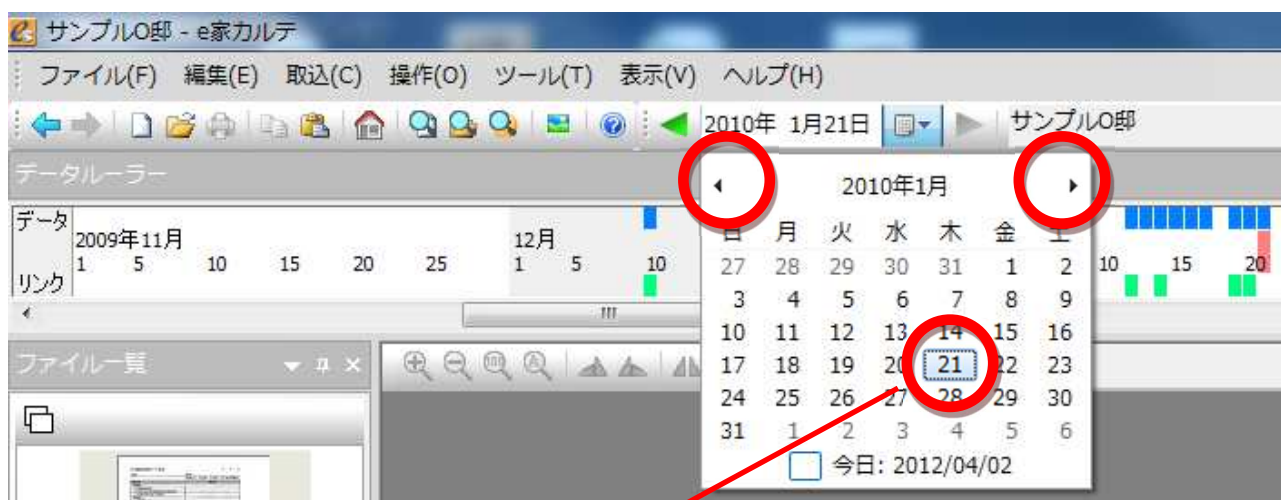 サンプルO邸 - e家カルテ
ファイル(F) 編集(E) 取込(C) 操作(O) ツール(T) 表示(V) ヘルプ(H)
2010年 1月21日 サンプルO邸
データルーラー
データ
2009年11月 12月
1 5 10 15 20 25 1 5 10 10 15 20
リンク
2010年1月
日 月 火 水 木 金 土
27 28 29 30 31 1 2
3 4 5 6 7 8 9
10 11 12 13 14 15 16
17 18 19 20 21 22 23
24 25 26 27 28 29 30
31 1 2 3 4 5 6
今日: 2012/04/02
ファイル一覧